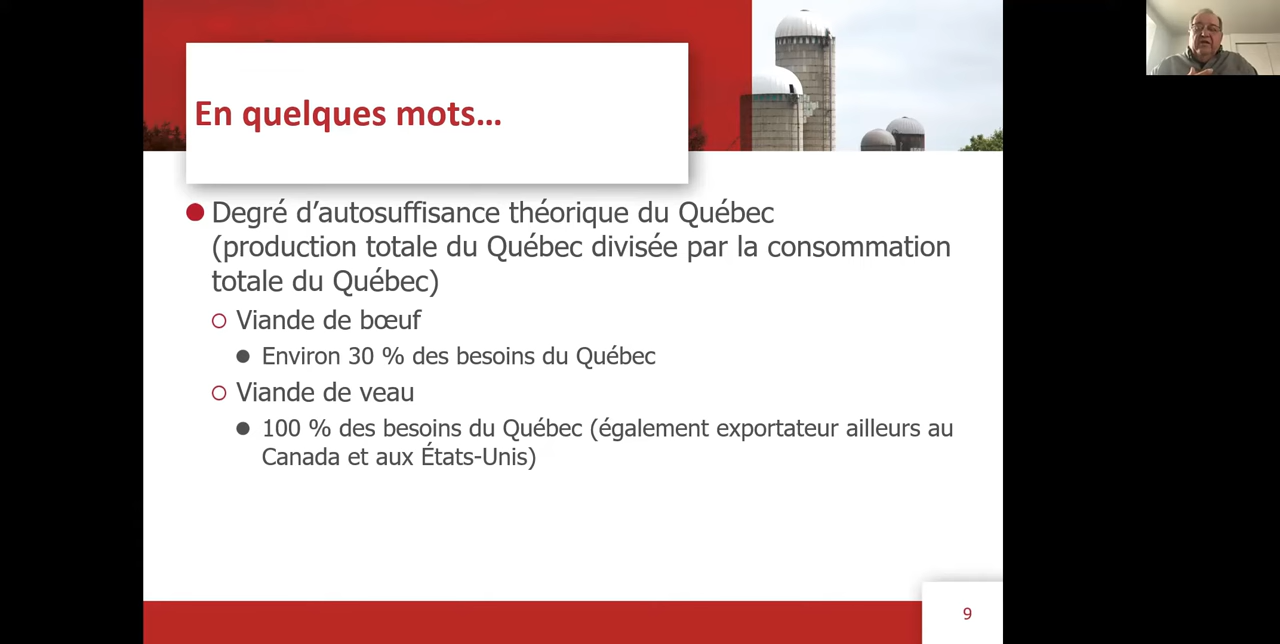 En quelques mots...
Degré d’autosuffisance théorique du Québec
(production totale du Québec divisée par la consommation
totale du Québec)
Viande de bœuf
Environ 30 % des besoins du Québec
Viande de veau
100 % des besoins du Québec (également exportateur ailleurs au
Canada et aux États-Unis)
9